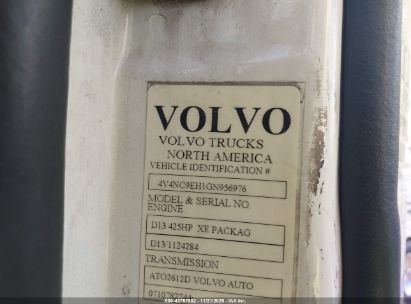 VOLVO
VOLVO TRUCKS
NORTH AMERICA
VEHICLE IDENTIFICATION #
4V4NC9EH1GN956976
MODEL & SERIAL NO.
ENGINE
D13 425HP XE PACKAG
D13/1124784
TRANSMISSION
ATO2612D VOLVO AUTO